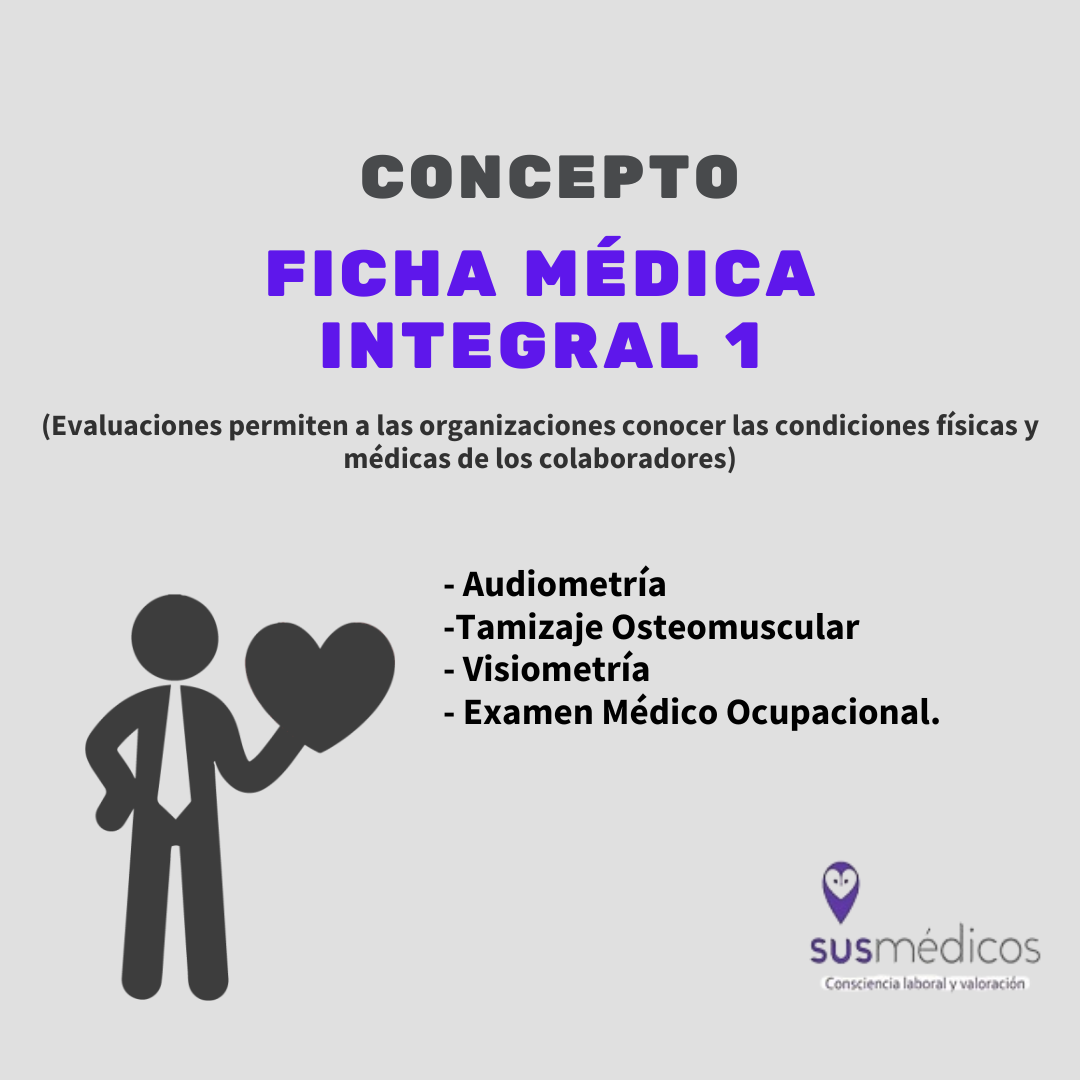 CONCEPTO
FICHA MÉDICA
INTEGRAL 1
(Evaluaciones permiten a las organizaciones conocer las condiciones físicas y
médicas de los colaboradores)
- Audiometría
-Tamizaje Osteomuscular
- Visiometría
- Examen Médico Ocupacional.
susmédicos
Consciencia laboral y valoración